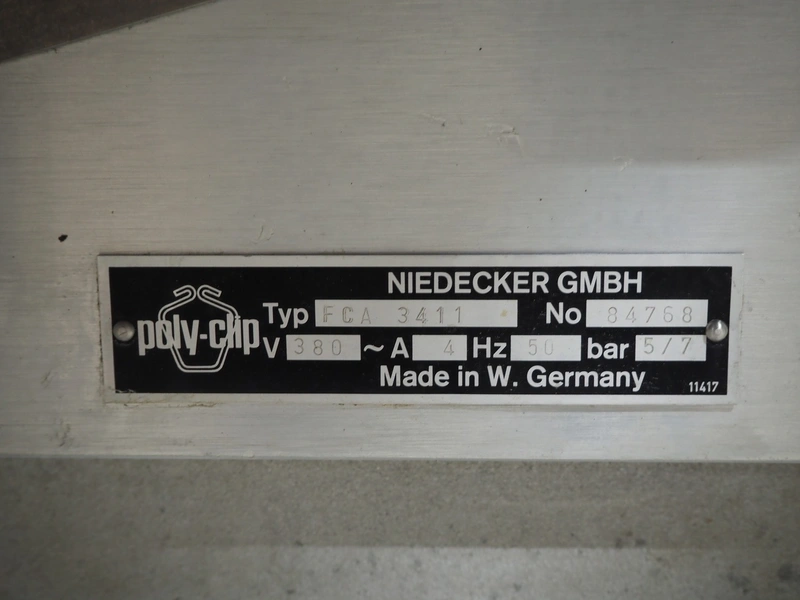 NIEDECKER GMBH
poly-clip
Typ FCA 3411 No 84768
V 380 ~ A 4 Hz 50 bar 5/7
Made in W. Germany
11417